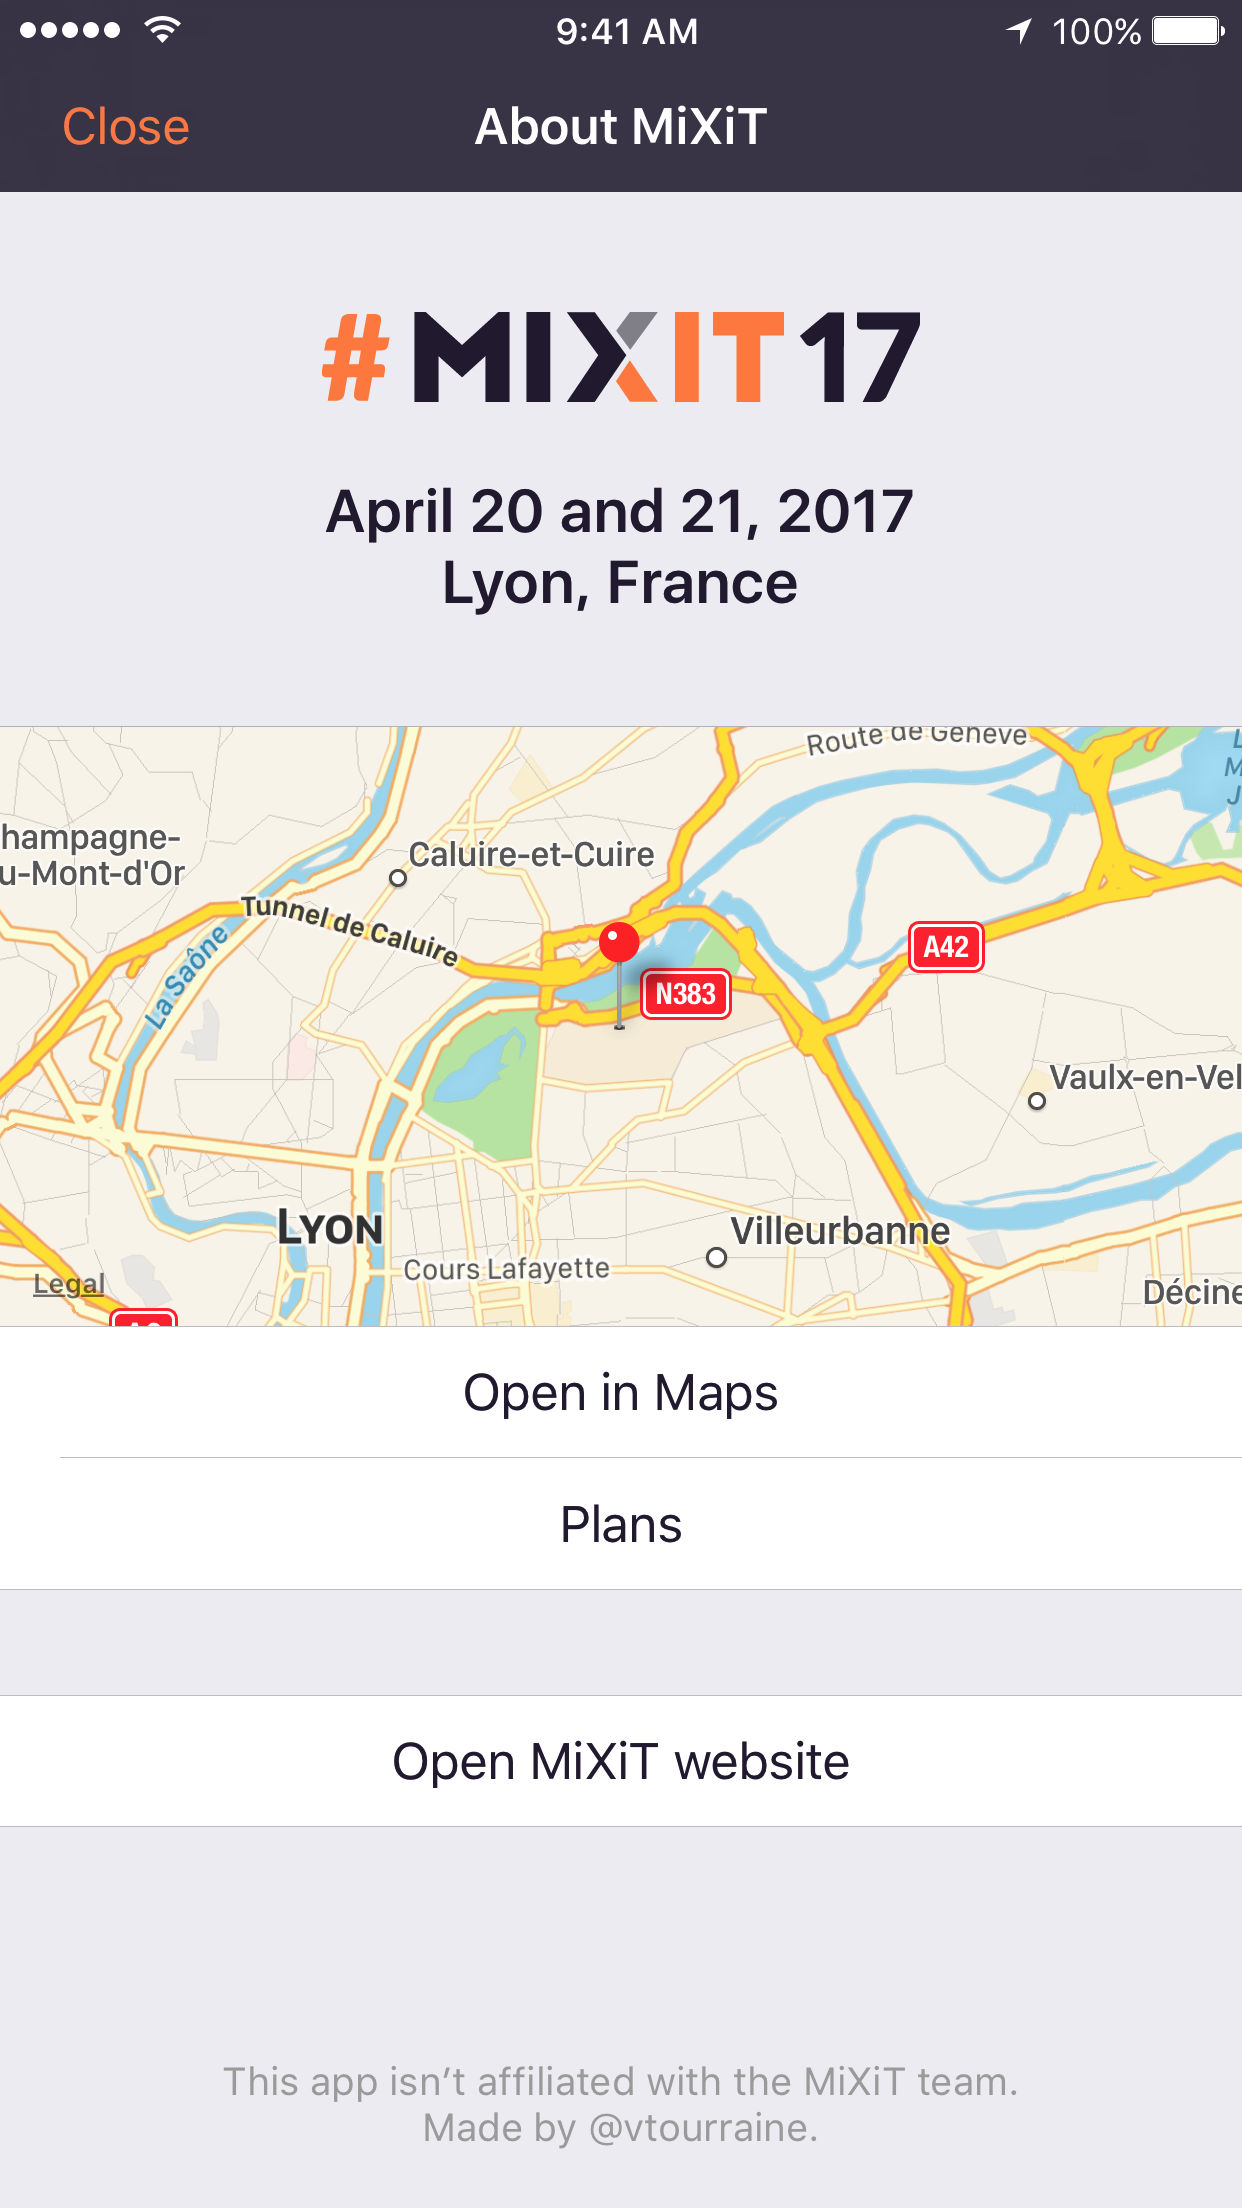 9:41 AM
100%
Close
About MiXiT
#MIXIT17
April 20 and 21, 2017
Lyon, France
Route de Genève
hampagne-
u-Mont-d'Or
Caluire-et-Cuire
Tunnel de Caluire
La Saône
A42
N383
Vaulx-en-Vel
LYON
Villeurbanne
Cours Lafayette
Legal
Décine
Open in Maps
Plans
Open MiXiT website
This app isn’t affiliated with the MiXiT team.
Made by @vtourraine.